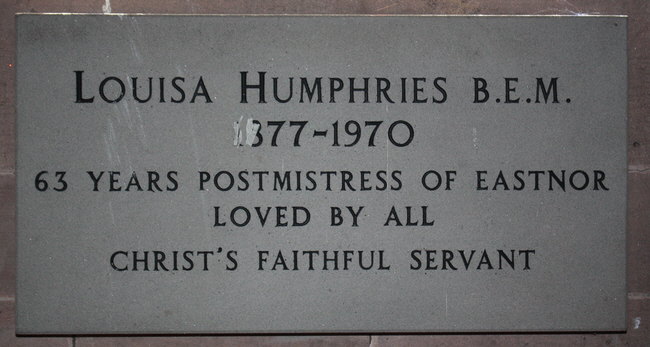 LOUISA HUMPHRIES B.E.M.
1877-1970
63 YEARS POSTMISTRESS OF EASTNOR
LOVED BY ALL
CHRIST'S FAITHFUL SERVANT